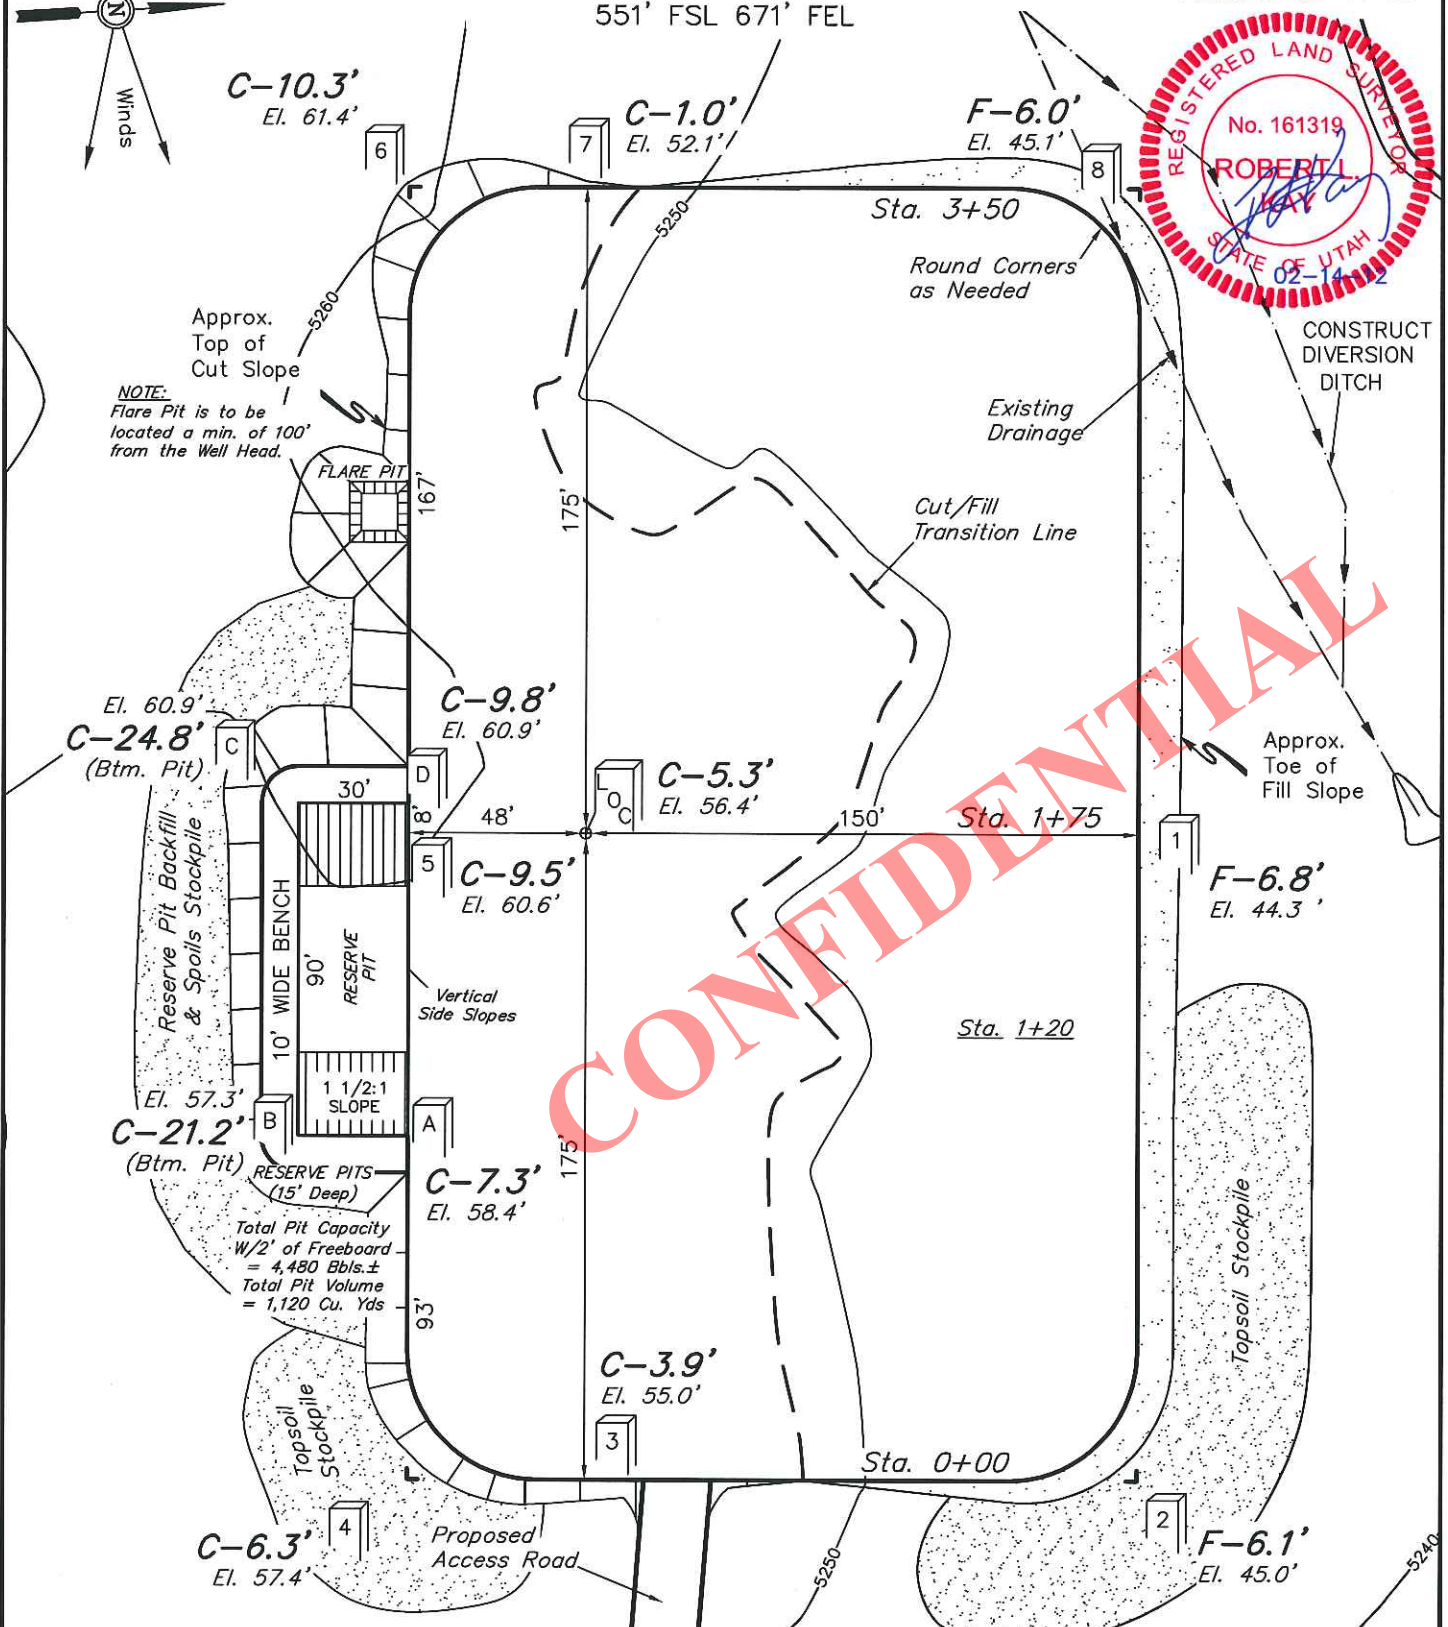 551' FSL 671' FEL
N
Winds
C-10.3'
El. 61.4'
6
7
C-1.0'
El. 52.1'
F-6.0'
El. 45.1'
8
REGISTERED LAND SURVEYOR
No. 161319
ROBERT L.
KAY
STATE OF UTAH
02-14-12
5250
Sta. 3+50
Round Corners
as Needed
5260
Approx.
Top of
Cut Slope
NOTE:
Flare Pit is to be
located a min. of 100'
from the Well Head.
FLARE PIT
167'
175'
CONSTRUCT
DIVERSION
DITCH
Existing
Drainage
Cut/Fill
Transition Line
El. 60.9'
C-24.8'
(Btm. Pit)
C
C-9.8'
El. 60.9'
D
30'
8'
48'
LOC
C-5.3'
El. 56.4'
150'
Sta. 1+75
Approx.
Toe of
Fill Slope
1
F-6.8'
El. 44.3 '
5
C-9.5'
El. 60.6'
Reserve Pit Backfill
& Spoils Stockpile
10' WIDE BENCH
90'
RESERVE
PIT
Vertical
Side Slopes
Sta. 1+20
CONFIDENTIAL
1 1/2:1
SLOPE
El. 57.3'
C-21.2'
(Btm. Pit)
B
A
C-7.3'
El. 58.4'
175'
RESERVE PITS
(15' Deep)
Total Pit Capacity
W/2' of Freeboard
= 4,480 Bbls.±
Total Pit Volume
= 1,120 Cu. Yds
93'
Topsoil Stockpile
Topsoil
Stockpile
C-3.9'
El. 55.0'
3
Sta. 0+00
4
C-6.3'
El. 57.4'
Proposed
Access Road
5250
2
F-6.1'
El. 45.0'
5240